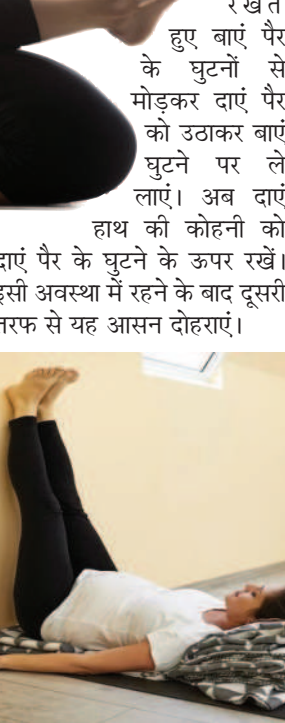 रखते
हुए बाएं पैर
के घुटनों से
मोड़कर दाएं पैर
को उठाकर बाएं
घुटने पर ले
लाएं। अब दाएं
हाथ की कोहनी को
दाएं पैर के घुटने के ऊपर रखें।
इसी अवस्था में रहने के बाद दूसरी
तरफ से यह आसन दोहराएं।